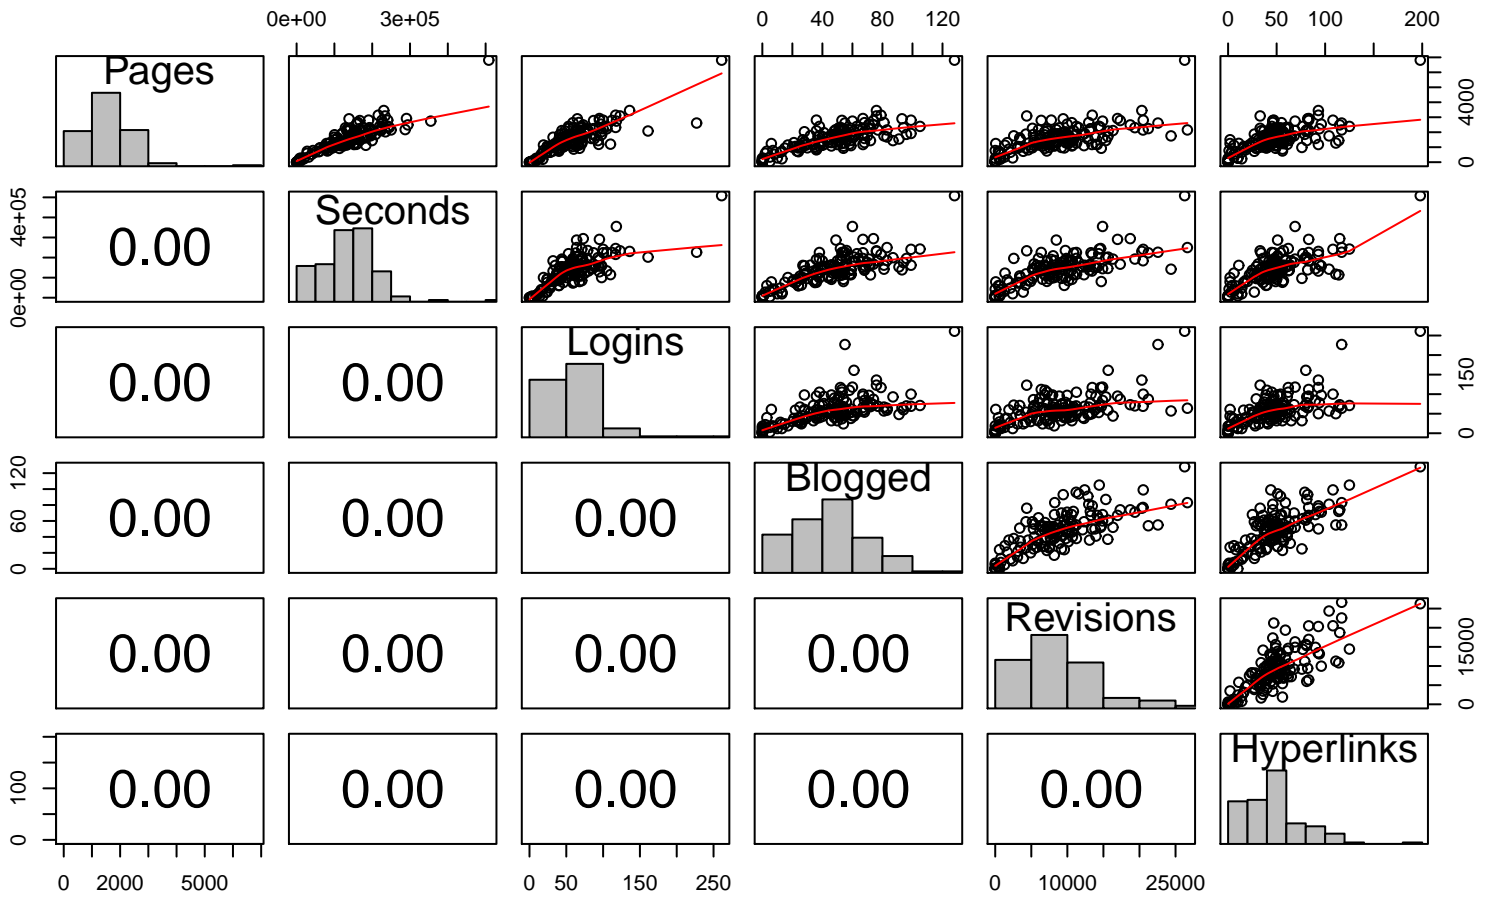 0e+00 3e+05 0 40 80 120 0 50 100 200
Pages
0 4000
0e+00 4e+05
0.00
Seconds
0.00 0.00
Logins
0 150
0 60 120
0.00 0.00 0.00
Blogged
0.00 0.00 0.00 0.00
Revisions
0 15000
0 100
0.00 0.00 0.00 0.00 0.00
Hyperlinks
0 2000 5000 0 50 150 250 0 10000 25000